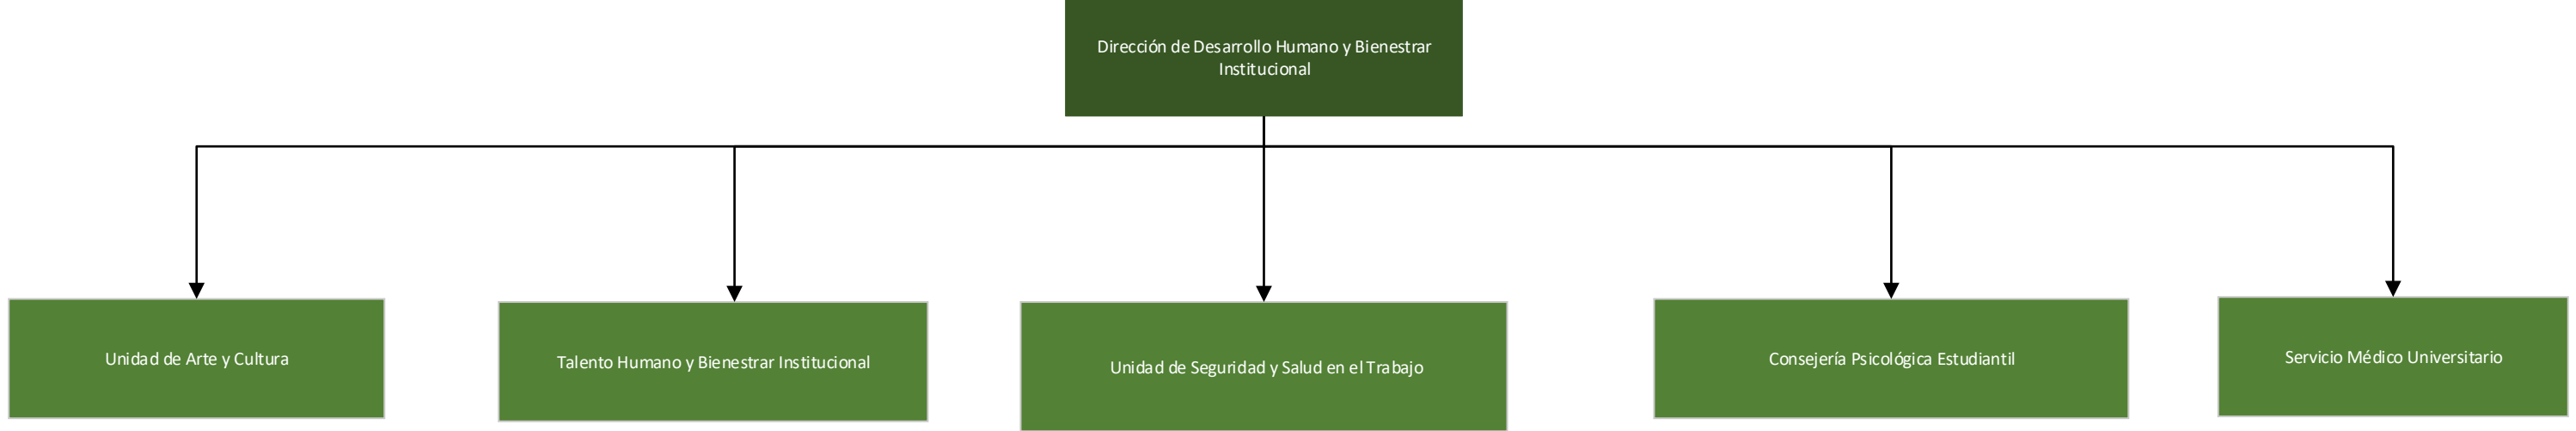 Dirección de Desarrollo Humano y Bienestrar
Institucional
Unidad de Arte y Cultura
Talento Humano y Bienestrar Institucional
Unidad de Seguridad y Salud en el Trabajo
Consejería Psicológica Estudiantil
Servicio Médico Universitario